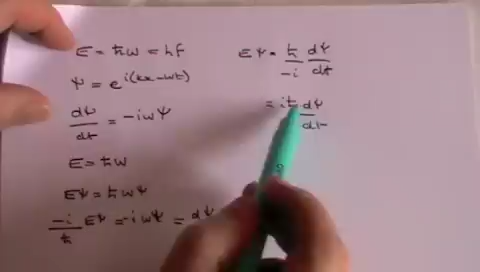 E = ħω = hf
Ψ = e^{i(kx-ωt)}
dΨ/dt = -iωΨ
E = ħω
EΨ = ħωΨ
-i/ħ EΨ = -iωΨ = dΨ
EΨ = ħ/-i dΨ/dt
= iħ dΨ/dt